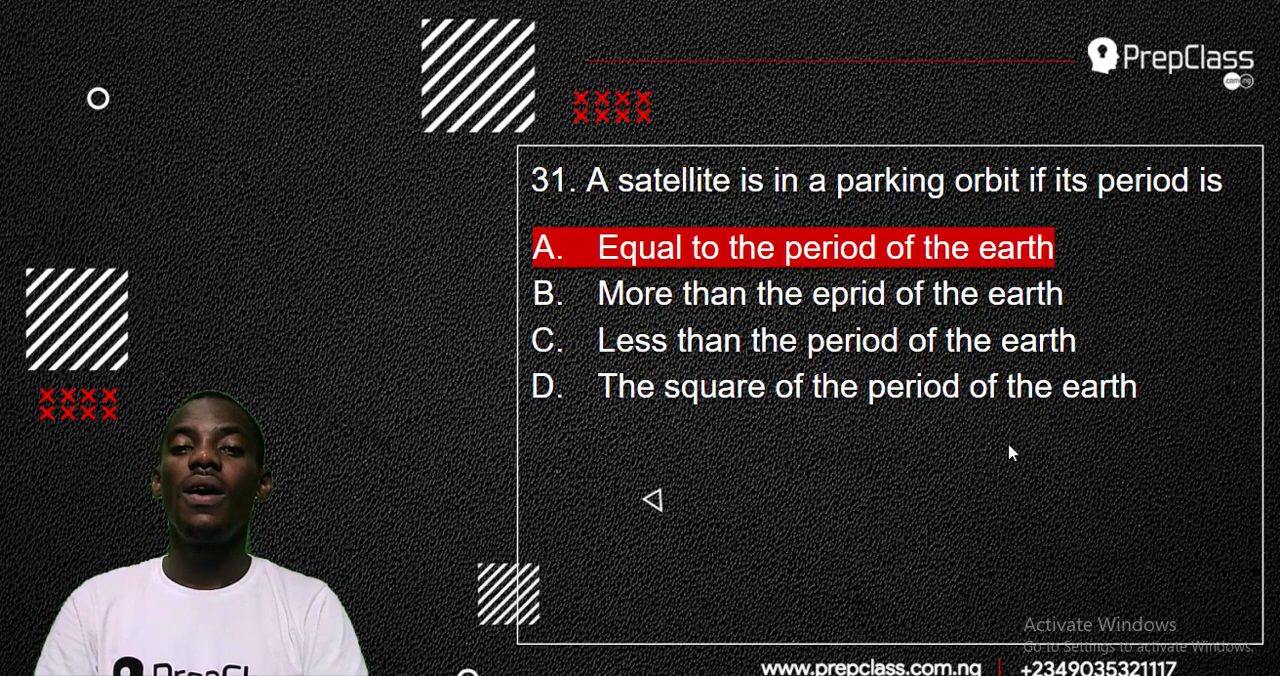 PrepClass
.com.ng
31. A satellite is in a parking orbit if its period is
A. Equal to the period of the earth
B. More than the eprid of the earth
C. Less than the period of the earth
D. The square of the period of the earth
Activate Windows
Go to Settings to activate Windows.
www.prepclass.com.ng | +2349035321117